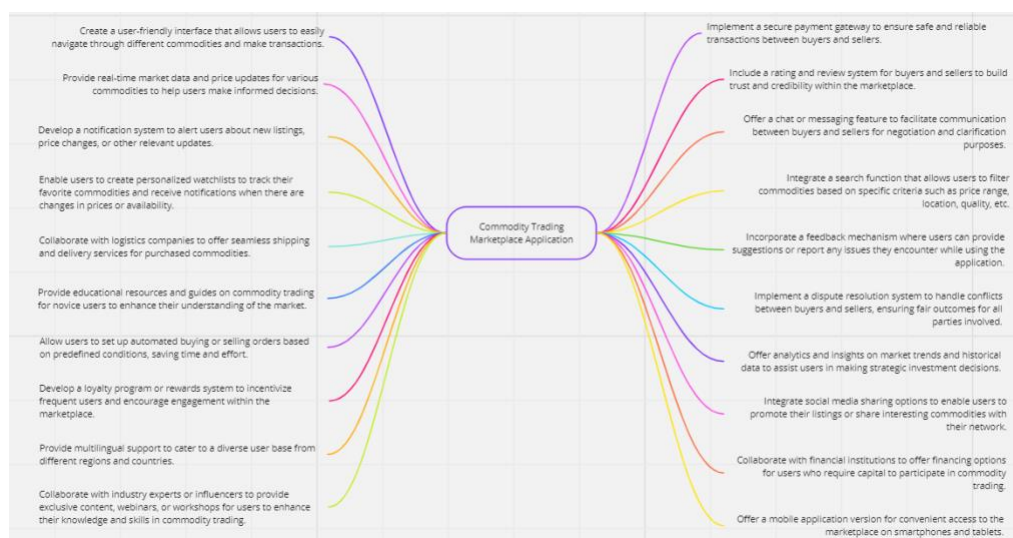 Create a user-friendly interface that allows users to easily
navigate through different commodities and make transactions.
Provide real-time market data and price updates for various
commodities to help users make informed decisions.
Develop a notification system to alert users about new listings,
price changes, or other relevant updates.
Enable users to create personalized watchlists to track their
favorite commodities and receive notifications when there are
changes in prices or availability.
Collaborate with logistics companies to offer seamless shipping
and delivery services for purchased commodities.
Provide educational resources and guides on commodity trading
for novice users to enhance their understanding of the market.
Allow users to set up automated buying or selling orders based
on predefined conditions, saving time and effort.
Develop a loyalty program or rewards system to incentivize
frequent users and encourage engagement within the
marketplace.
Provide multilingual support to cater to a diverse user base from
different regions and countries.
Collaborate with industry experts or influencers to provide
exclusive content, webinars, or workshops for users to enhance
their knowledge and skills in commodity trading.
Commodity Trading
Marketplace Application
Implement a secure payment gateway to ensure safe and reliable
transactions between buyers and sellers.
Include a rating and review system for buyers and sellers to build
trust and credibility within the marketplace.
Offer a chat or messaging feature to facilitate communication
between buyers and sellers for negotiation and clarification
purposes.
Integrate a search function that allows users to filter
commodities based on specific criteria such as price range,
location, quality, etc.
Incorporate a feedback mechanism where users can provide
suggestions or report any issues they encounter while using the
application.
Implement a dispute resolution system to handle conflicts
between buyers and sellers, ensuring fair outcomes for all
parties involved.
Offer analytics and insights on market trends and historical
data to assist users in making strategic investment decisions.
Integrate social media sharing options to enable users to
promote their listings or share interesting commodities with
their network.
Collaborate with financial institutions to offer financing options
for users who require capital to participate in commodity
trading.
Offer a mobile application version for convenient access to the
marketplace on smartphones and tablets.